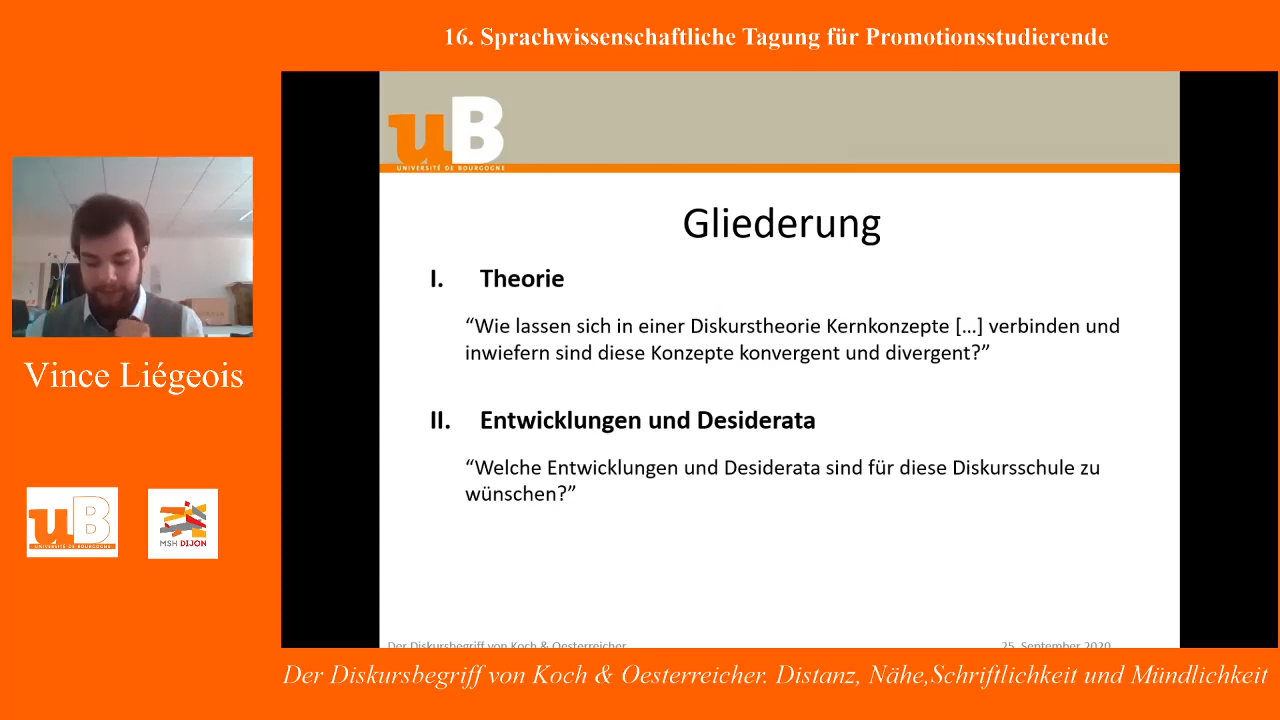 16. Sprachwissenschaftliche Tagung für Promotionsstudierende
uB
UNIVERSITÉ DE BOURGOGNE
Gliederung
I. Theorie
“Wie lassen sich in einer Diskurstheorie Kernkonzepte […] verbinden und
inwiefern sind diese Konzepte konvergent und divergent?”
II. Entwicklungen und Desiderata
“Welche Entwicklungen und Desiderata sind für diese Diskursschule zu
wünschen?”
Der Diskursbegriff von Koch & Oesterreicher
25. September 2020
Vince Liégeois
uB
UNIVERSITÉ DE BOURGOGNE
MSH DIJON
Der Diskursbegriff von Koch & Oesterreicher. Distanz, Nähe,Schriftlichkeit und Mündlichkeit